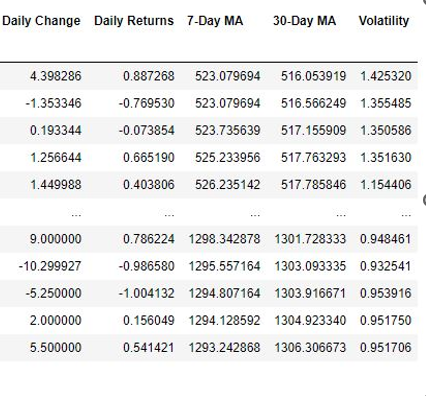 Daily Change Daily Returns 7-Day MA 30-Day MA Volatility
4.398286 0.887268 523.079694 516.053919 1.425320
-1.353346 -0.769530 523.079694 516.566249 1.355485
0.193344 -0.073854 523.735639 517.155909 1.350586
1.256644 0.665190 525.233956 517.763293 1.351630
1.449988 0.403806 526.235142 517.785846 1.154406
... ... ... ... ...
9.000000 0.786224 1298.342878 1301.728333 0.948461
-10.299927 -0.986580 1295.557164 1303.093335 0.932541
-5.250000 -1.004132 1294.807164 1303.916671 0.953916
2.000000 0.156049 1294.128592 1304.923340 0.951750
5.500000 0.541421 1293.242868 1306.306673 0.951706